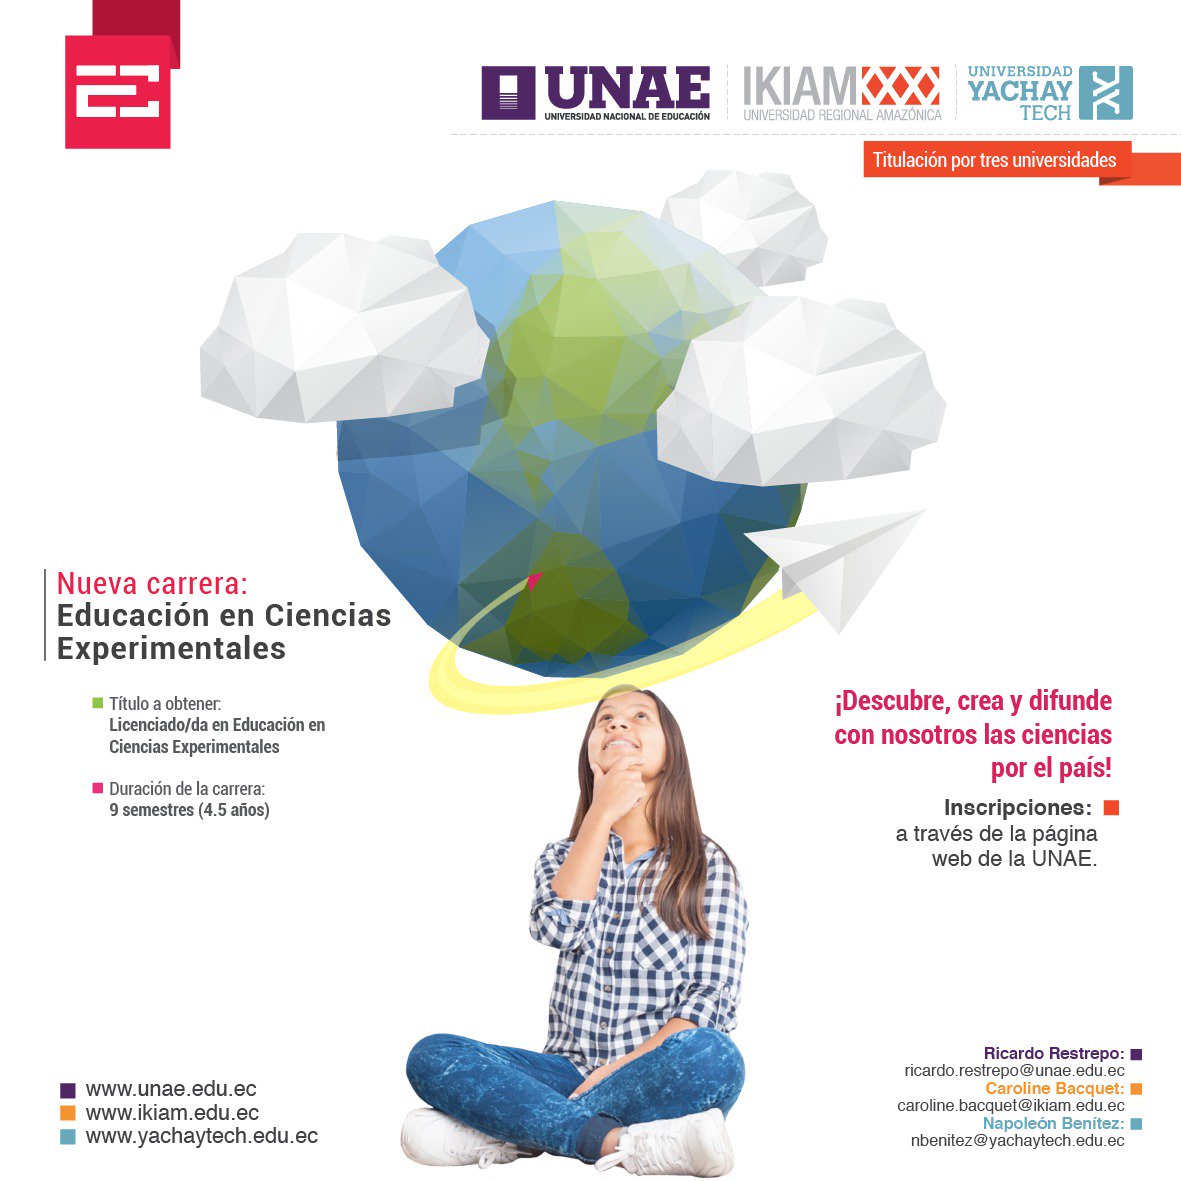 UNAE
UNIVERSIDAD NACIONAL DE EDUCACIÓN
IKIAM
UNIVERSIDAD REGIONAL AMAZÓNICA
UNIVERSIDAD
YACHAY
TECH
Titulación por tres universidades
Nueva carrera:
Educación en Ciencias
Experimentales
Título a obtener:
Licenciado/da en Educación en
Ciencias Experimentales
Duración de la carrera:
9 semestres (4.5 años)
¡Descubre, crea y difunde
con nosotros las ciencias
por el país!
Inscripciones:
a través de la página
web de la UNAE.
www.unae.edu.ec
www.ikiam.edu.ec
www.yachaytech.edu.ec
Ricardo Restrepo:
ricardo.restrepo@unae.edu.ec
Caroline Bacquet:
caroline.bacquet@ikiam.edu.ec
Napoleón Benítez:
nbenitez@yachaytech.edu.ec